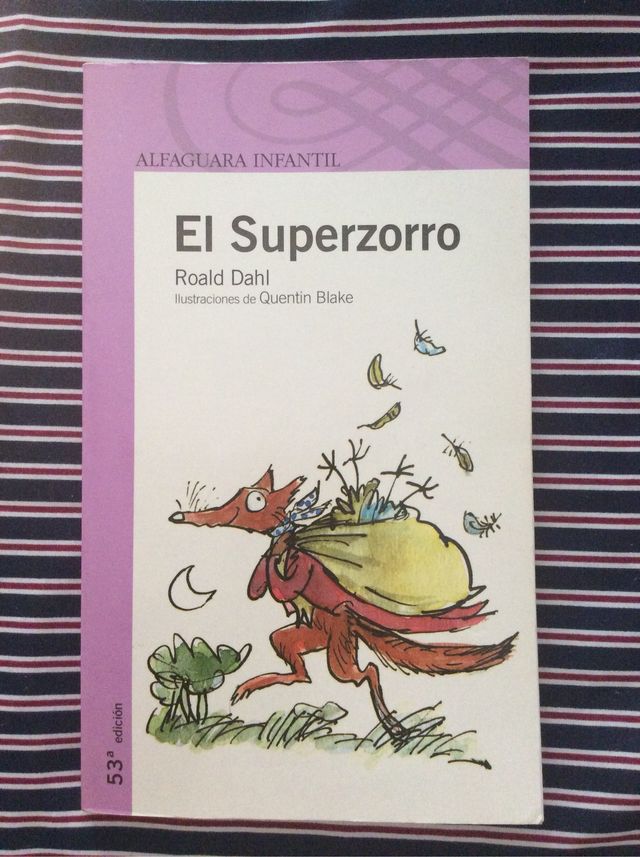 ALFAGUARA INFANTIL
El Superzorro
Roald Dahl
Ilustraciones de Quentin Blake
53ª edición